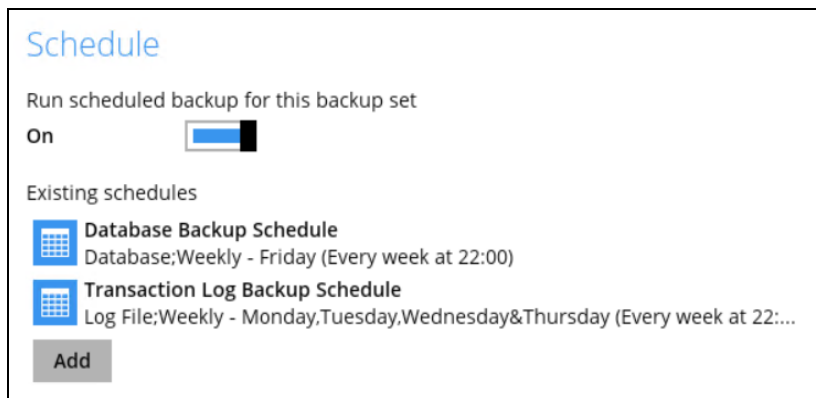 Schedule
Run scheduled backup for this backup set
On
Existing schedules
Database Backup Schedule
Database;Weekly - Friday (Every week at 22:00)
Transaction Log Backup Schedule
Log File;Weekly - Monday,Tuesday,Wednesday&Thursday (Every week at 22:...
Add